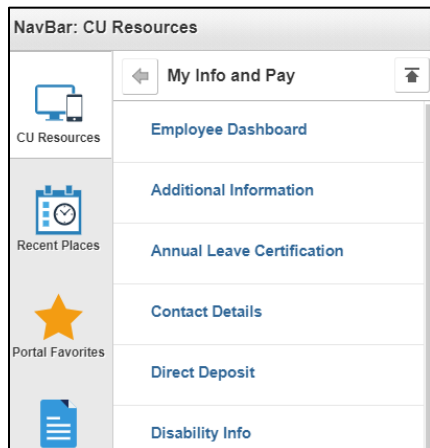 NavBar: CU Resources
My Info and Pay
CU Resources
Recent Places
Portal Favorites
Employee Dashboard
Additional Information
Annual Leave Certification
Contact Details
Direct Deposit
Disability Info